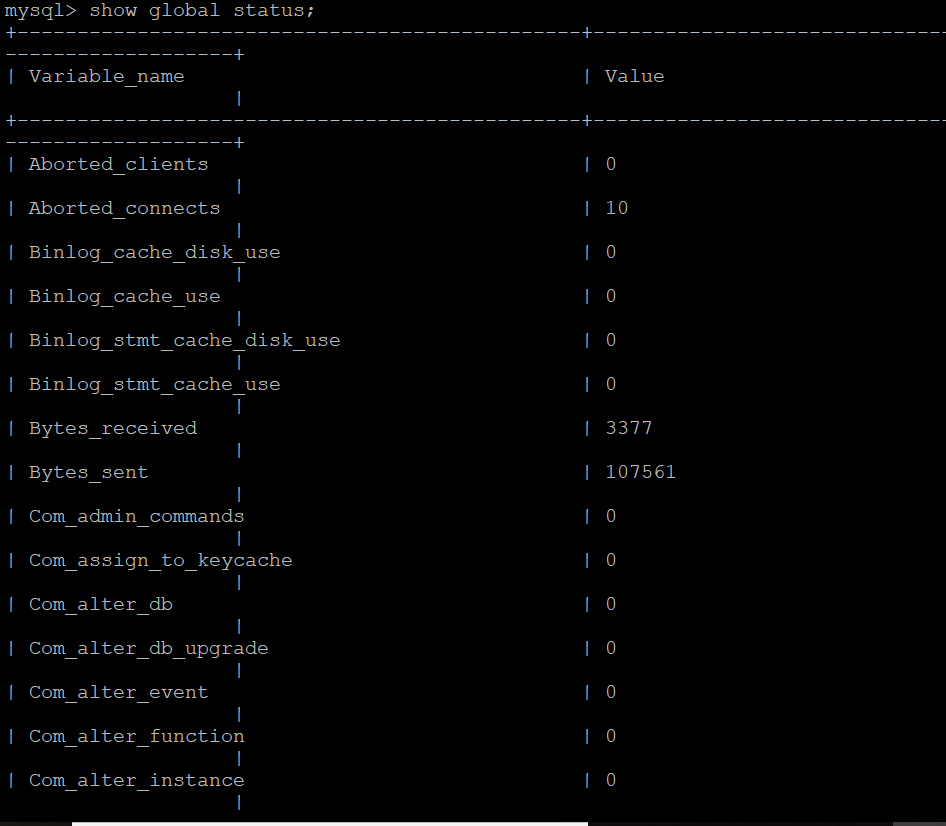 mysql> show global status;
+-----------------------------------------------+------------------------------
-------------------+
| Variable_name                                 | Value
                   |
+-----------------------------------------------+------------------------------
-------------------+
| Aborted_clients                               | 0
                   |
| Aborted_connects                              | 10
                   |
| Binlog_cache_disk_use                         | 0
                   |
| Binlog_cache_use                              | 0
                   |
| Binlog_stmt_cache_disk_use                    | 0
                   |
| Binlog_stmt_cache_use                         | 0
                   |
| Bytes_received                                | 3377
                   |
| Bytes_sent                                    | 107561
                   |
| Com_admin_commands                            | 0
                   |
| Com_assign_to_keycache                        | 0
                   |
| Com_alter_db                                  | 0
                   |
| Com_alter_db_upgrade                          | 0
                   |
| Com_alter_event                               | 0
                   |
| Com_alter_function                            | 0
                   |
| Com_alter_instance                            | 0
                   |